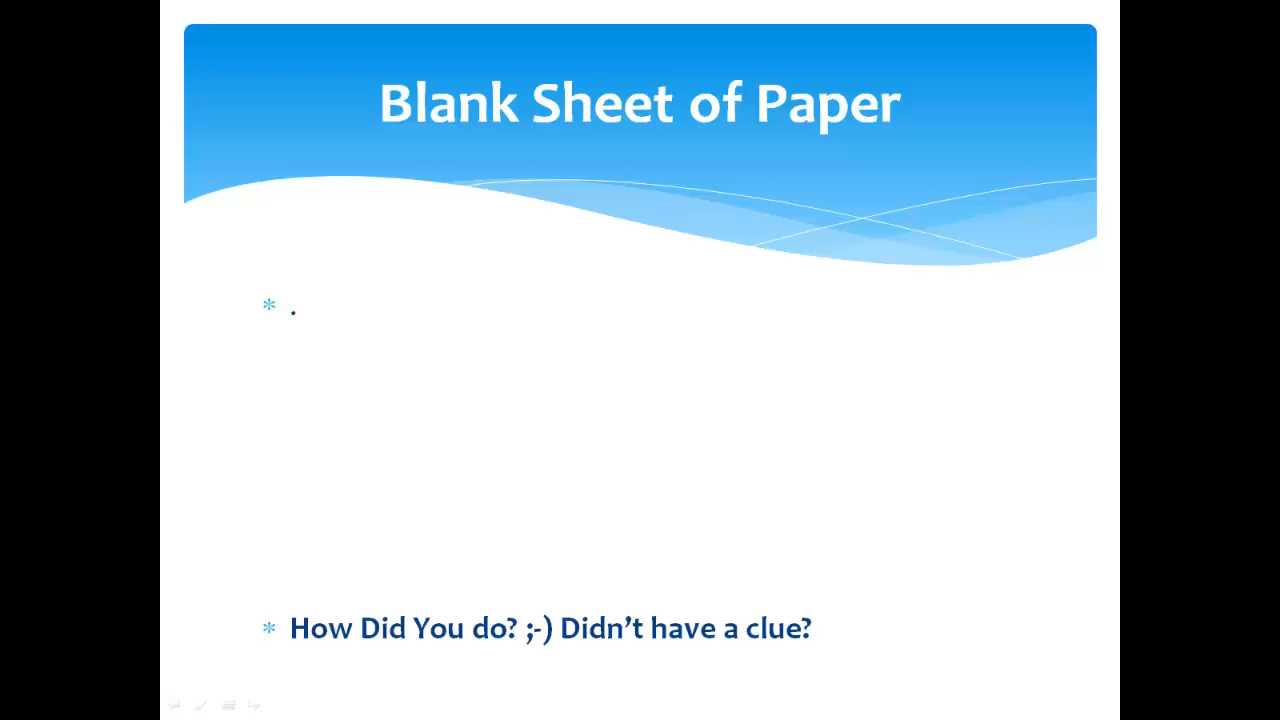 Blank Sheet of Paper
* .
* How Did You do? ;-) Didn’t have a clue?